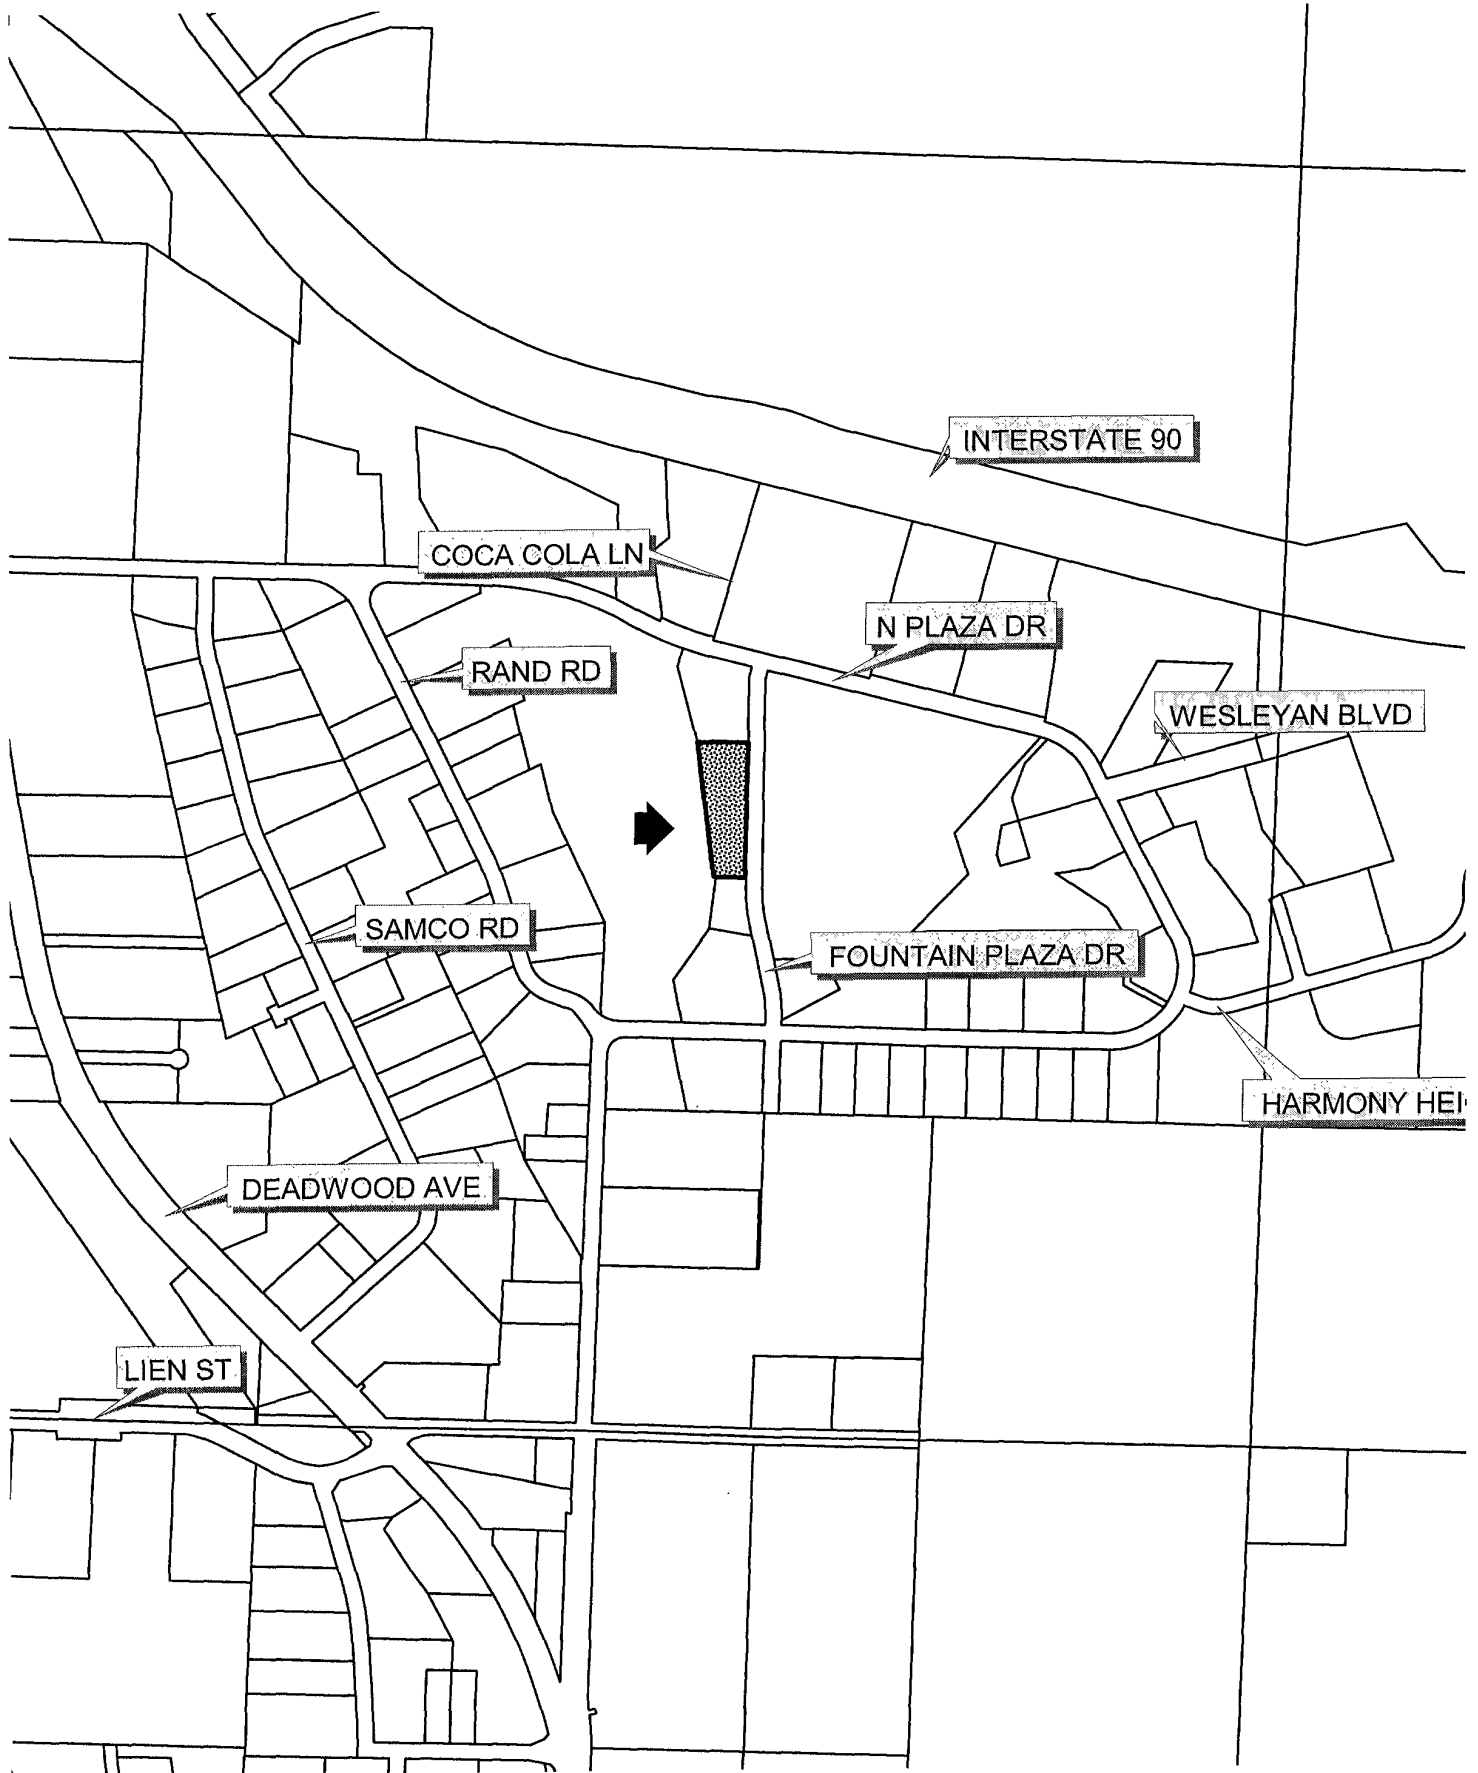 INTERSTATE 90
COCA COLA LN
N PLAZA DR
RAND RD
WESLEYAN BLVD
SAMCO RD
FOUNTAIN PLAZA DR
HARMONY HEI
DEADWOOD AVE
LIEN ST